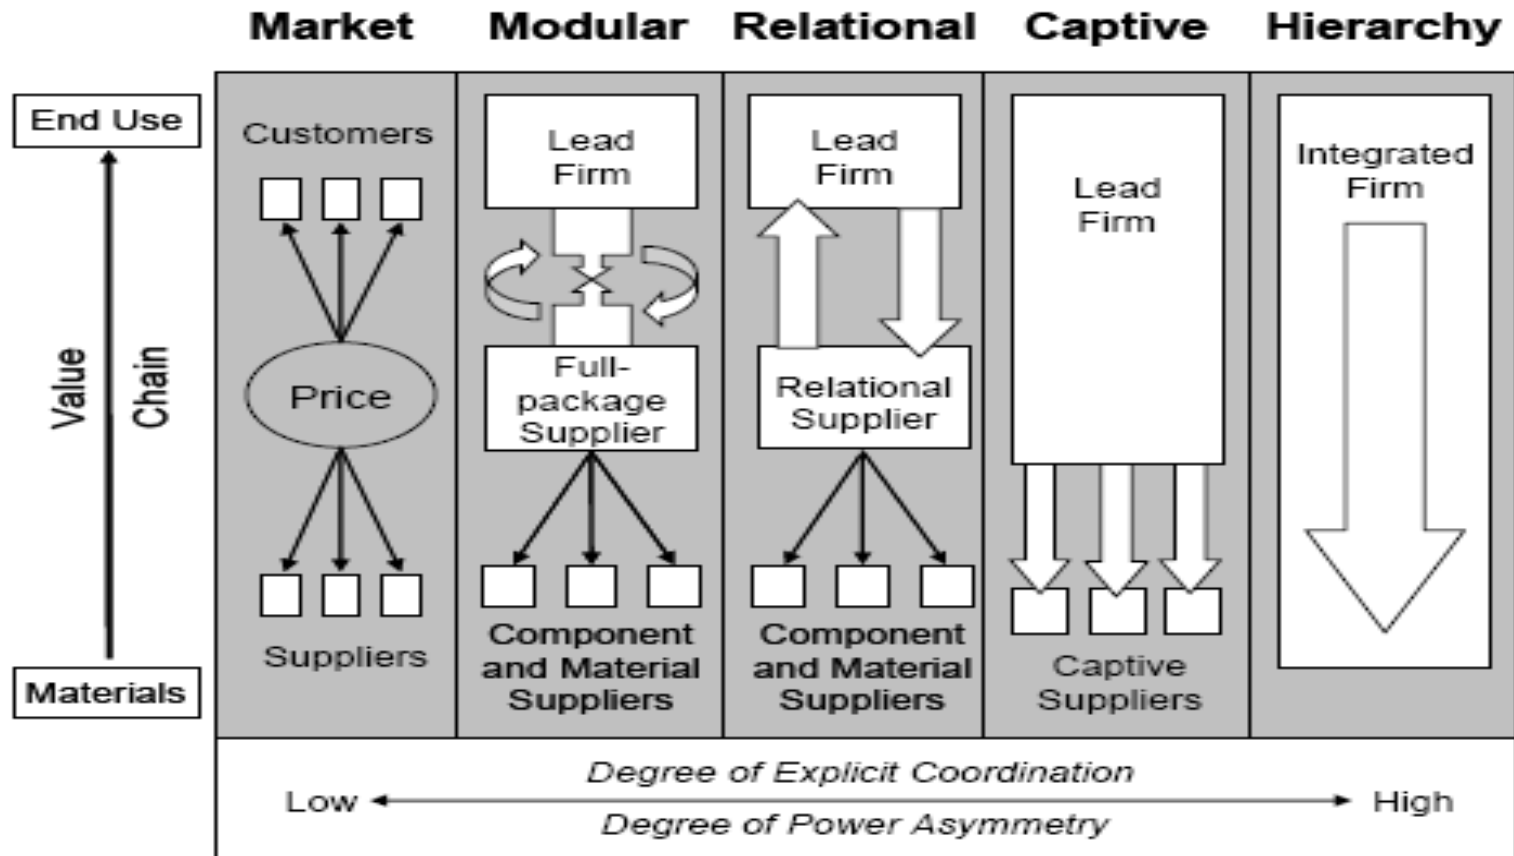 Market
Modular
Relational
Captive
Hierarchy
End Use
Value
Chain
Materials
Customers
Price
Suppliers
Lead
Firm
Full-
package
Supplier
Component
and Material
Suppliers
Lead
Firm
Relational
Supplier
Component
and Material
Suppliers
Lead
Firm
Captive
Suppliers
Integrated
Firm
Degree of Explicit Coordination
Low
High
Degree of Power Asymmetry